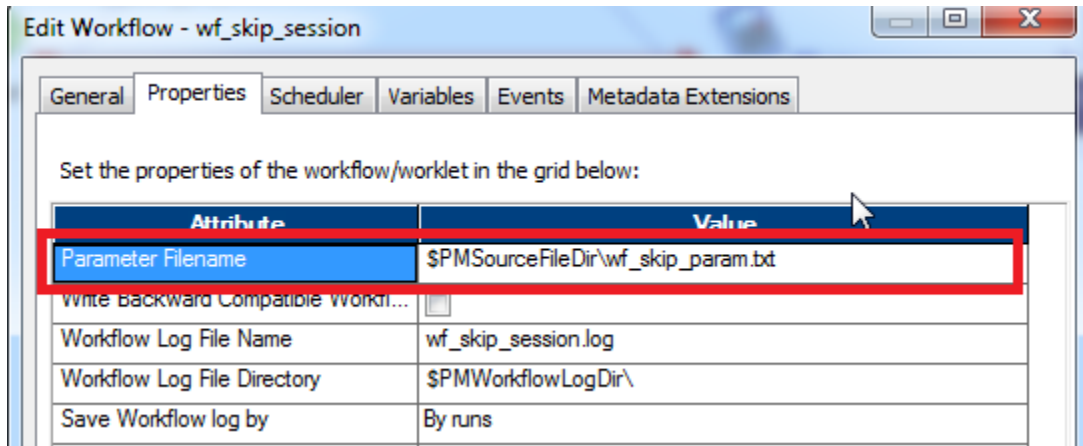 Edit Workflow - wf_skip_session
General Properties Scheduler Variables Events Metadata Extensions
Set the properties of the workflow/worklet in the grid below:
Attribute Value
Parameter Filename $PMSourceFileDir\wf_skip_param.txt
Write Backward Compatible Workfl...
Workflow Log File Name wf_skip_session.log
Workflow Log File Directory $PMWorkflowLogDir\
Save Workflow log by By runs